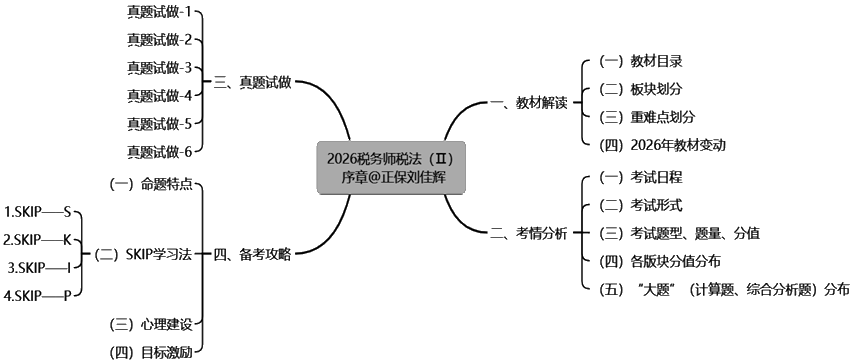 2026税务师税法（Ⅱ）
序章@正保刘佳辉
一、教材解读
（一）教材目录
（二）板块划分
（三）重难点划分
（四）2026年教材变动
二、考情分析
（一）考试日程
（二）考试形式
（三）考试题型、题量、分值
（四）各版块分值分布
（五）“大题”（计算题、综合分析题）分布
三、真题试做
真题试做-1
真题试做-2
真题试做-3
真题试做-4
真题试做-5
真题试做-6
四、备考攻略
（一）命题特点
（二）SKIP学习法
1.SKIP——S
2.SKIP——K
3.SKIP——I
4.SKIP——P
（三）心理建设
（四）目标激励